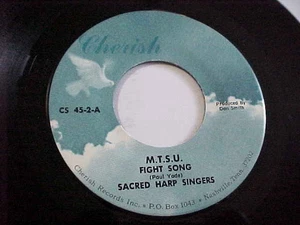 Cherish
CS 45-2-A
Produced by
Don Smith
M.T.S.U.
FIGHT SONG
(Paul Yoda)
SACRED HARP SINGERS
Cherish Records Inc. • P.O. Box 1043 • Nashville, Tenn.